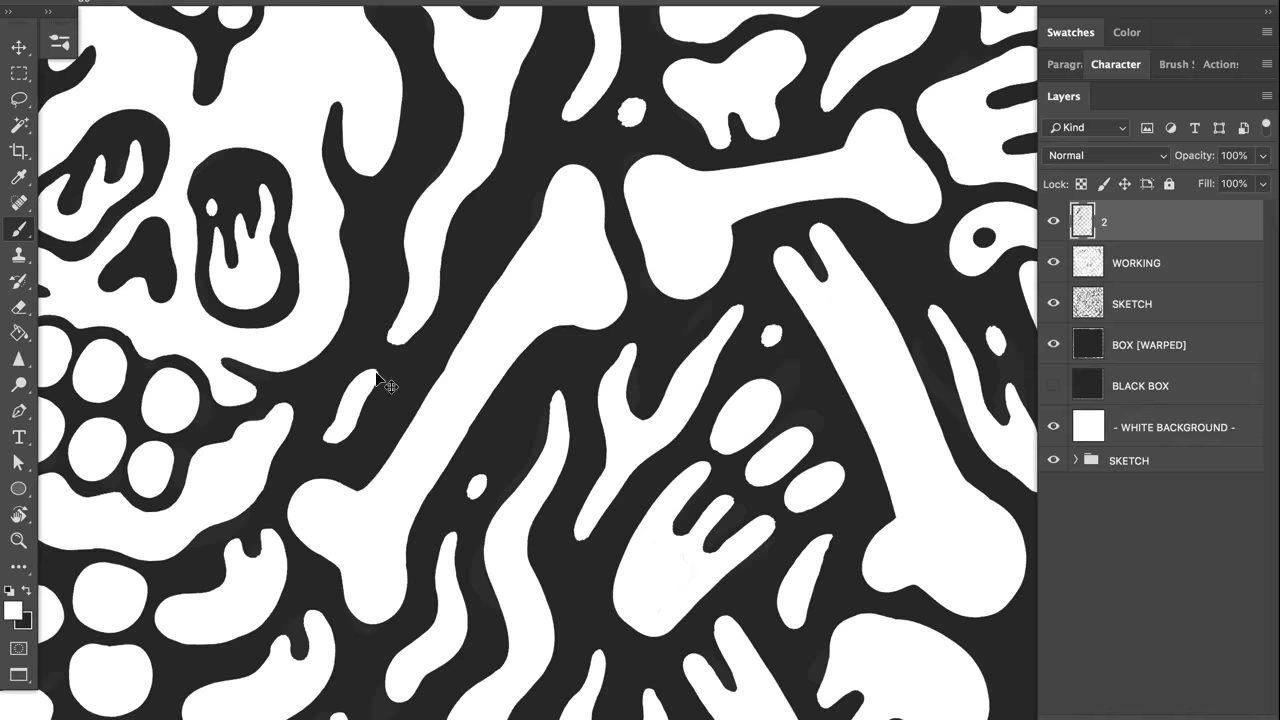 Swatches Color
Paragr Character Brush S Action:
Layers
Kind
Normal Opacity: 100%
Lock: Fill: 100%
2
WORKING
SKETCH
BOX [WARPED]
BLACK BOX
- WHITE BACKGROUND -
SKETCH